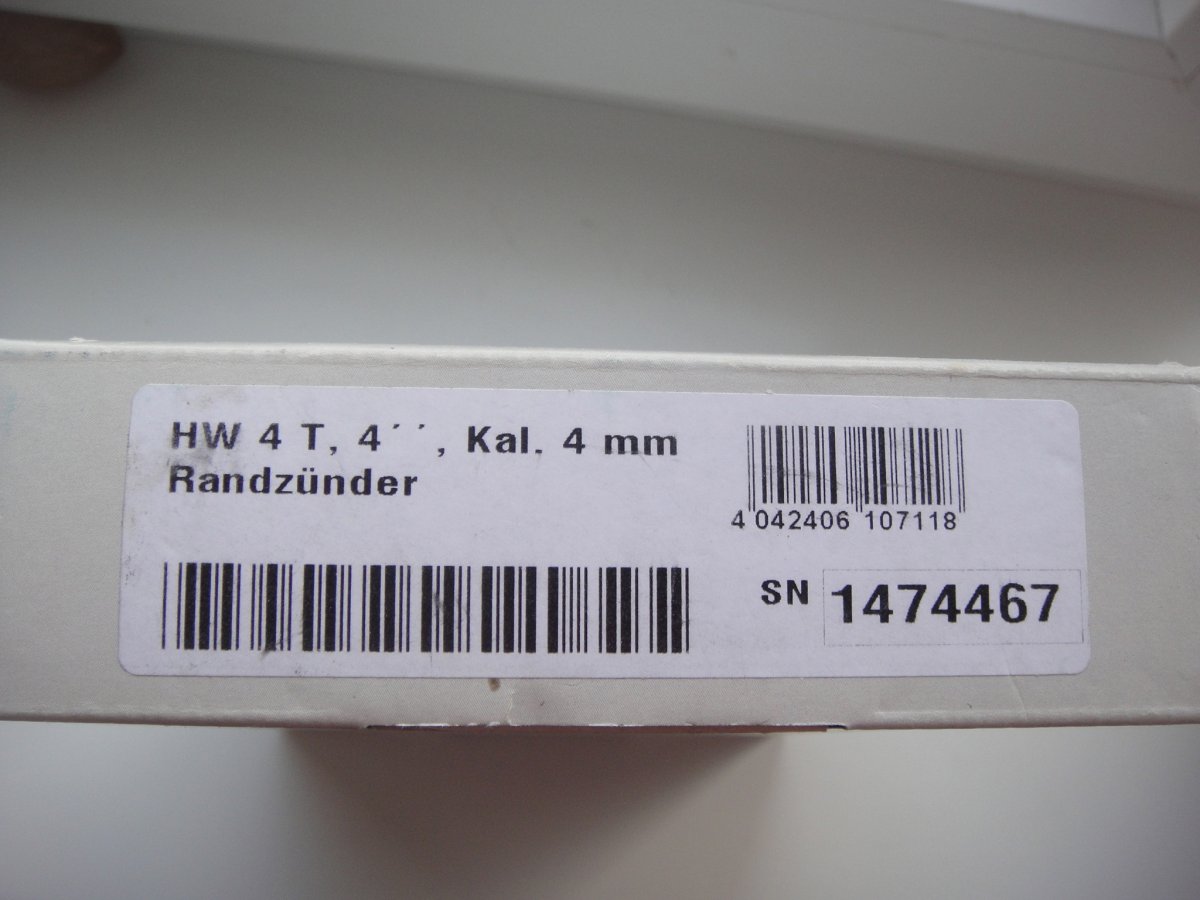 HW 4 T, 4´´, Kal. 4 mm
Randzünder
4 042406 107118
SN 1474467